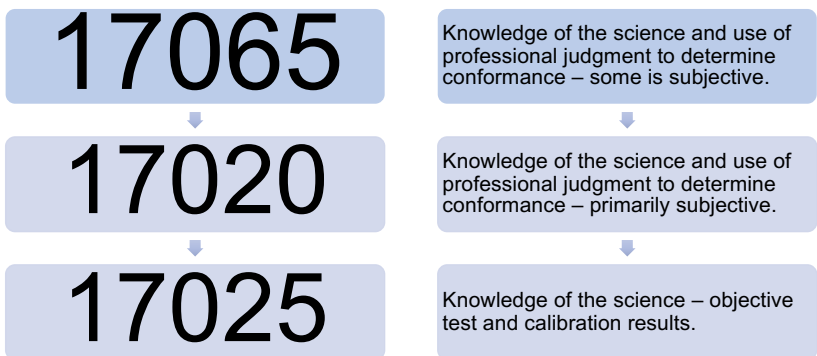 17065
Knowledge of the science and use of
professional judgment to determine
conformance – some is subjective.
17020
Knowledge of the science and use of
professional judgment to determine
conformance – primarily subjective.
17025
Knowledge of the science – objective
test and calibration results.